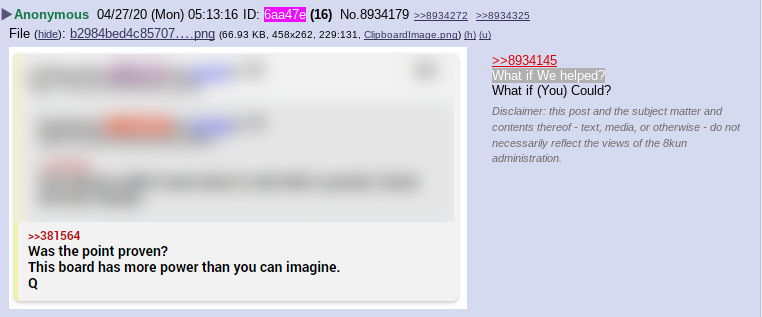 Anonymous 04/27/20 (Mon) 05:13:16 ID: 6aa47e (16) No.8934179 >>8934272 >>8934325
File (hide): b2984bed4c85707….png (66.93 KB, 458x262, 229:131, ClipboardImage.png) (h) (u)
>>381564
Was the point proven?
This board has more power than you can imagine.
Q
>>8934145
What if We helped?
What if (You) Could?
Disclaimer: this post and the subject matter and
contents thereof - text, media, or otherwise - do not
necessarily reflect the views of the 8kun
administration.